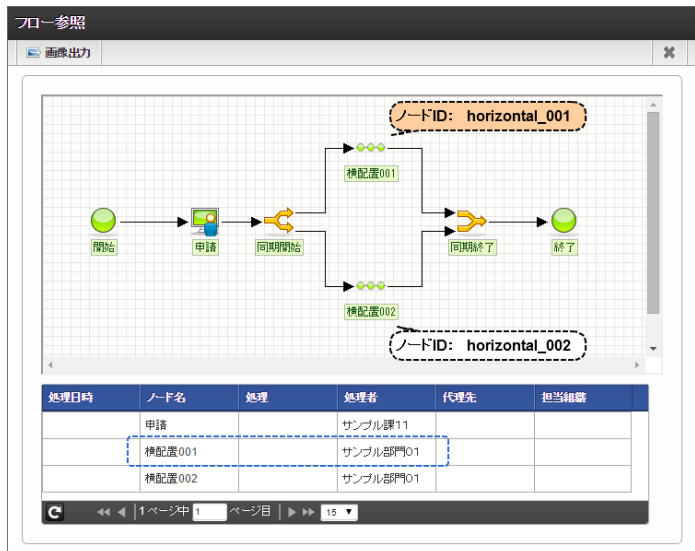 フロー参照
画像出力
ノードID: horizontal_001
横配置001
開始
申請
同期開始
同期終了
終了
横配置002
ノードID: horizontal_002
処理日時 ノード名 処理 処理者 代理先 担当組織
申請 サンプル課11
横配置001 サンプル部門01
横配置002 サンプル部門01
1 ページ中 1 ページ目 15